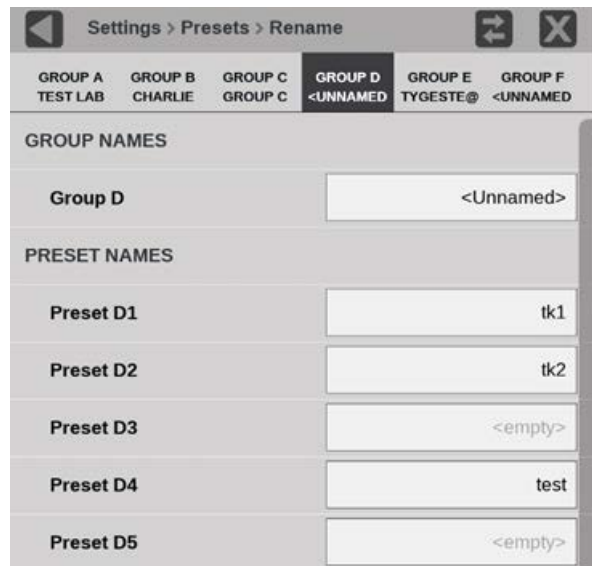 Settings > Presets > Rename
GROUP A GROUP B GROUP C GROUP D GROUP E GROUP F
TEST LAB CHARLIE GROUP C <UNNAMED TYGESTE@ <UNNAMED
GROUP NAMES
Group D <Unnamed>
PRESET NAMES
Preset D1 tk1
Preset D2 tk2
Preset D3 <empty>
Preset D4 test
Preset D5 <empty>